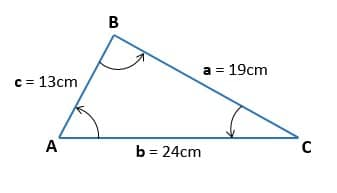 B
a = 19cm
c = 13cm
A
b = 24cm
C